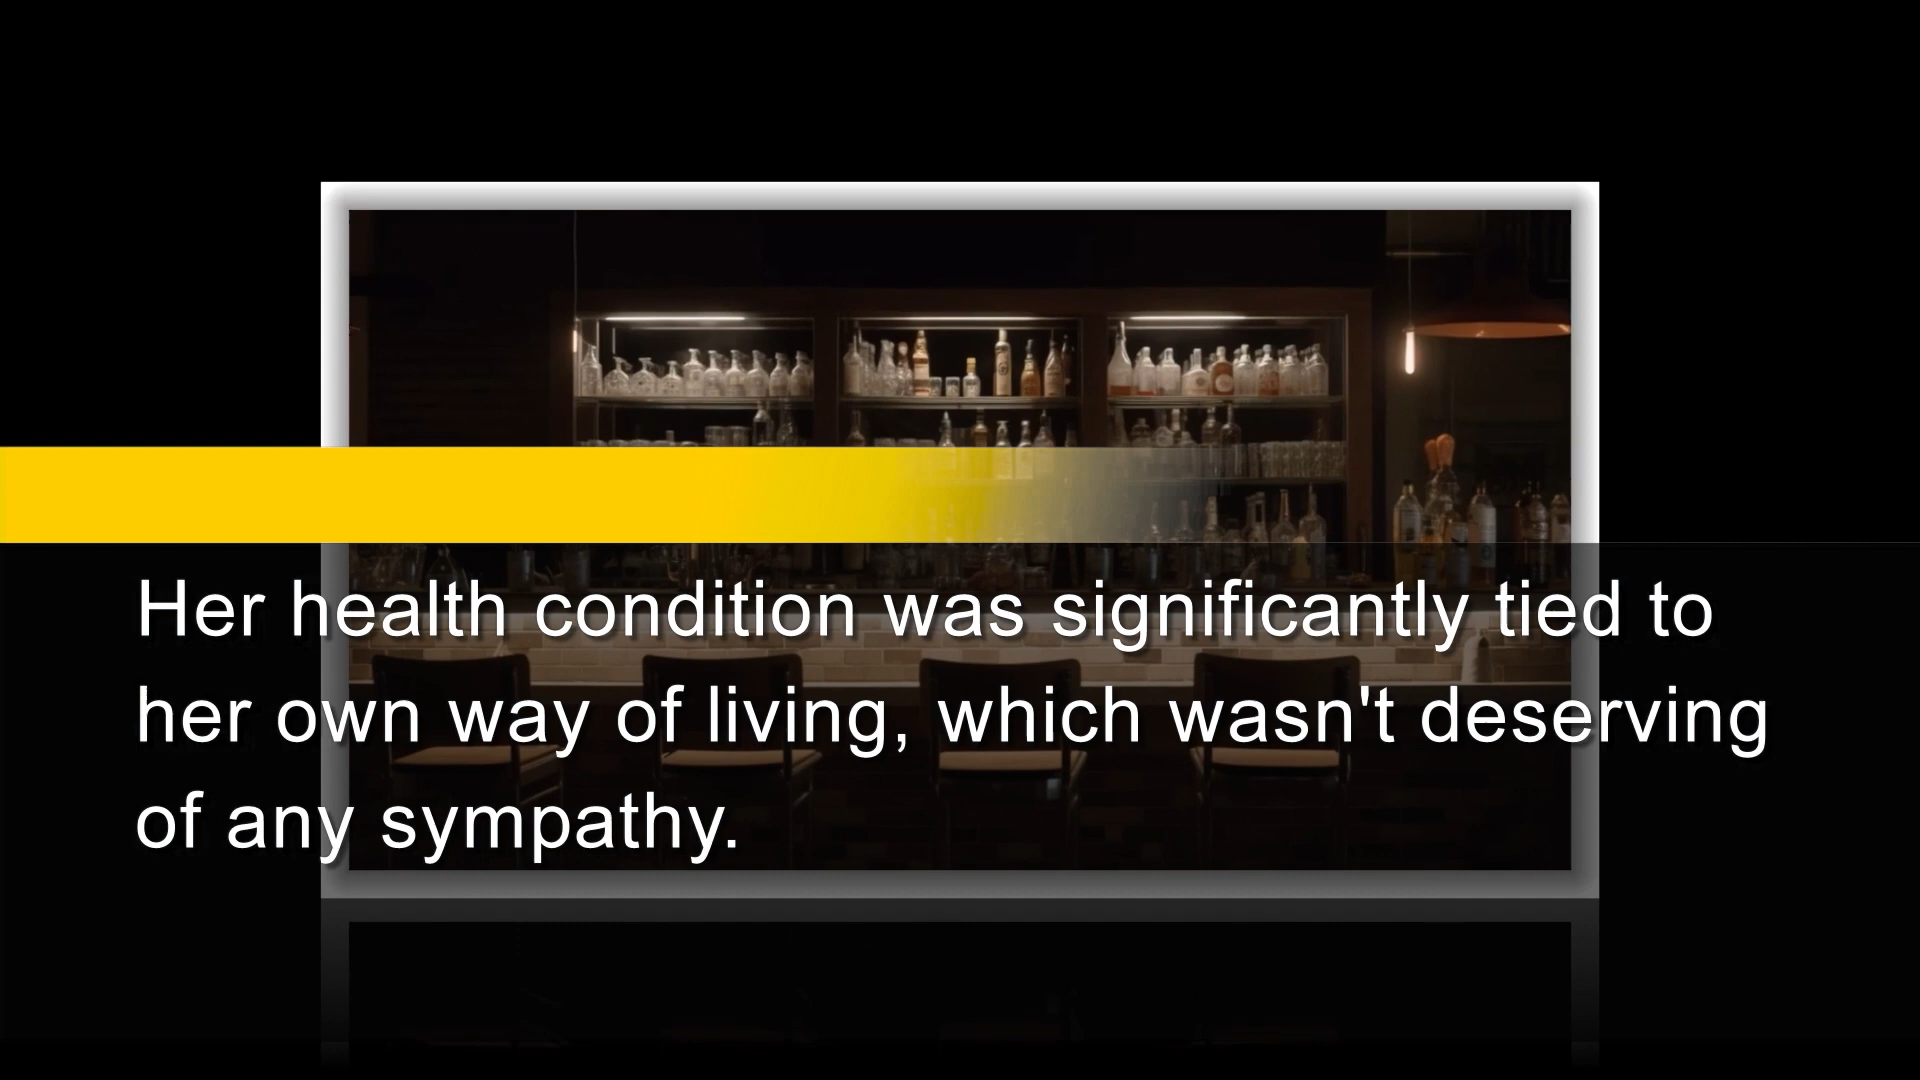 Her health condition was significantly tied to
her own way of living, which wasn't deserving
of any sympathy.